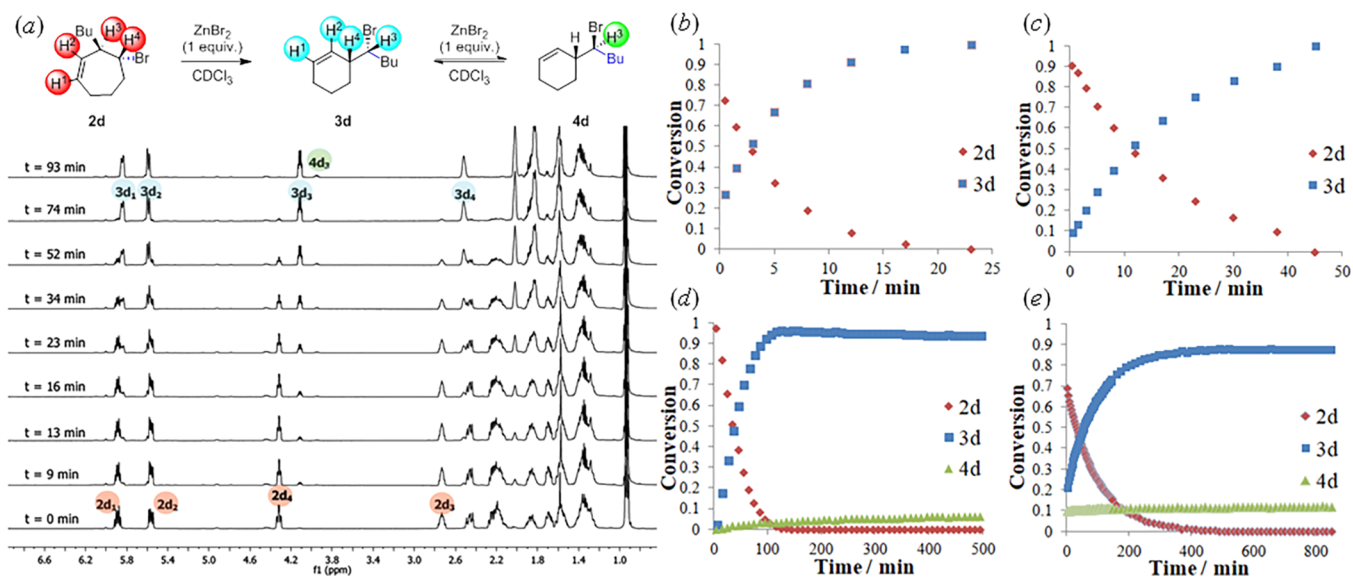 (a)
Bu H³ H⁴ H² Br H¹
ZnBr₂
(1 equiv.)
CDCl₃
Br H² H⁴ H³ H¹ Bu
ZnBr₂
(1 equiv.)
CDCl₃
Br H H³ Bu
2d 3d 4d
t = 93 min
4d₃
3d₁ 3d₂ 3d₃ 3d₄
t = 74 min
t = 52 min
t = 34 min
t = 23 min
t = 16 min
t = 13 min
t = 9 min
2d₁ 2d₂ 2d₄ 2d₃
t = 0 min
6.6 6.0 5.4 4.8 4.2 3.6 3.0 2.4 1.8 1.2
f1 (ppm)
(b)
Conversion
1
0.9
0.8
0.7
0.6
0.5
0.4
0.3
0.2
0.1
0
2d
3d
0 5 10 15 20 25
Time / min
(c)
Conversion
1
0.9
0.8
0.7
0.6
0.5
0.4
0.3
0.2
0.1
0
2d
3d
0 10 20 30 40 50
Time / min
(d)
Conversion
1
0.9
0.8
0.7
0.6
0.5
0.4
0.3
0.2
0.1
0
2d
3d
4d
0 100 200 300 400 500
Time / min
(e)
Conversion
1
0.9
0.8
0.7
0.6
0.5
0.4
0.3
0.2
0.1
0
2d
3d
4d
0 200 400 600 800
Time / min